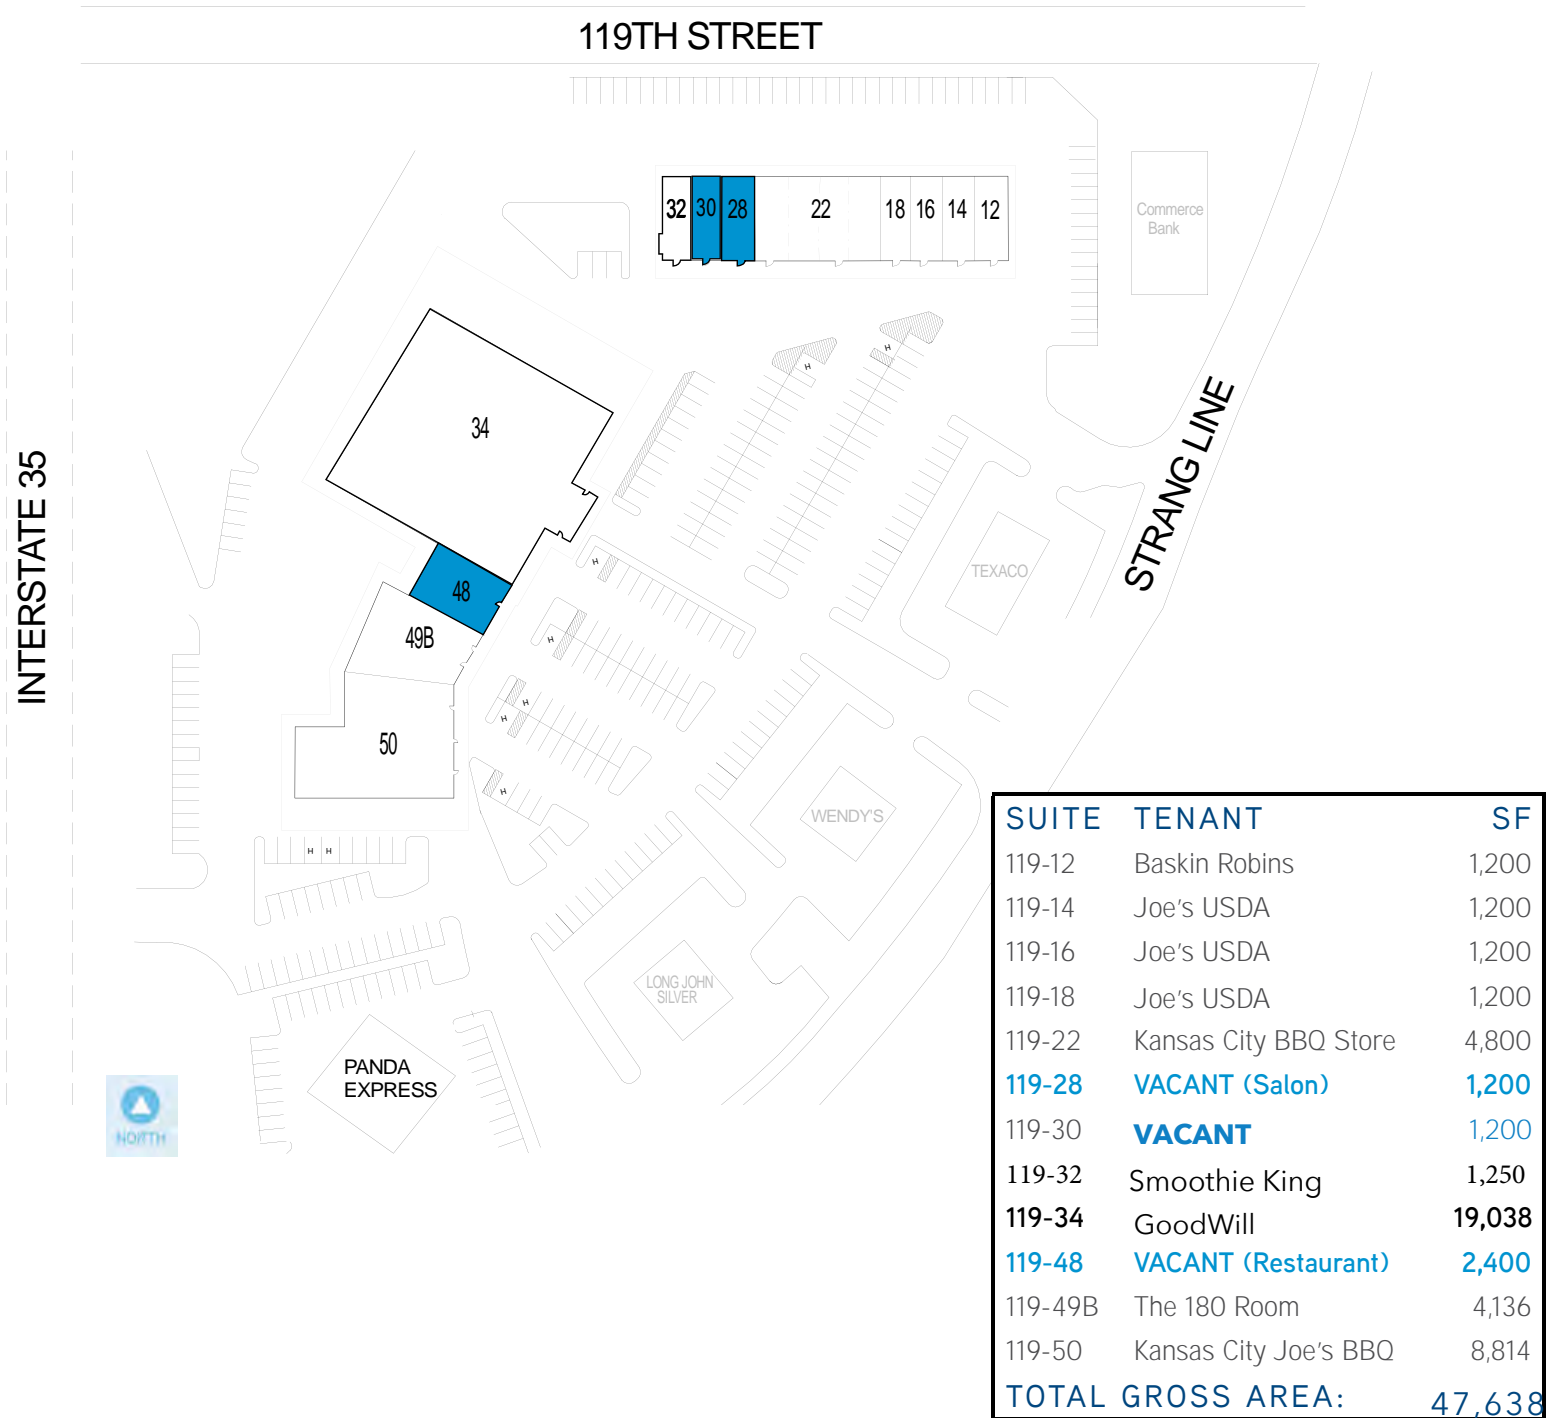 119TH STREET
32 30 28 22 18 16 14 12
Commerce
Bank
H
H
34
INTERSTATE 35
STRANG LINE
H
TEXACO
48
49B
H
H
H
50
H
WENDY'S
H H
LONG JOHN
SILVER
PANDA
EXPRESS
NORTH
SUITE TENANT SF
119-12 Baskin Robins 1,200
119-14 Joe's USDA 1,200
119-16 Joe's USDA 1,200
119-18 Joe's USDA 1,200
119-22 Kansas City BBQ Store 4,800
119-28 VACANT (Salon) 1,200
119-30 VACANT 1,200
119-32 Smoothie King 1,250
119-34 GoodWill 19,038
119-48 VACANT (Restaurant) 2,400
119-49B The 180 Room 4,136
119-50 Kansas City Joe's BBQ 8,814
TOTAL GROSS AREA: 47,638